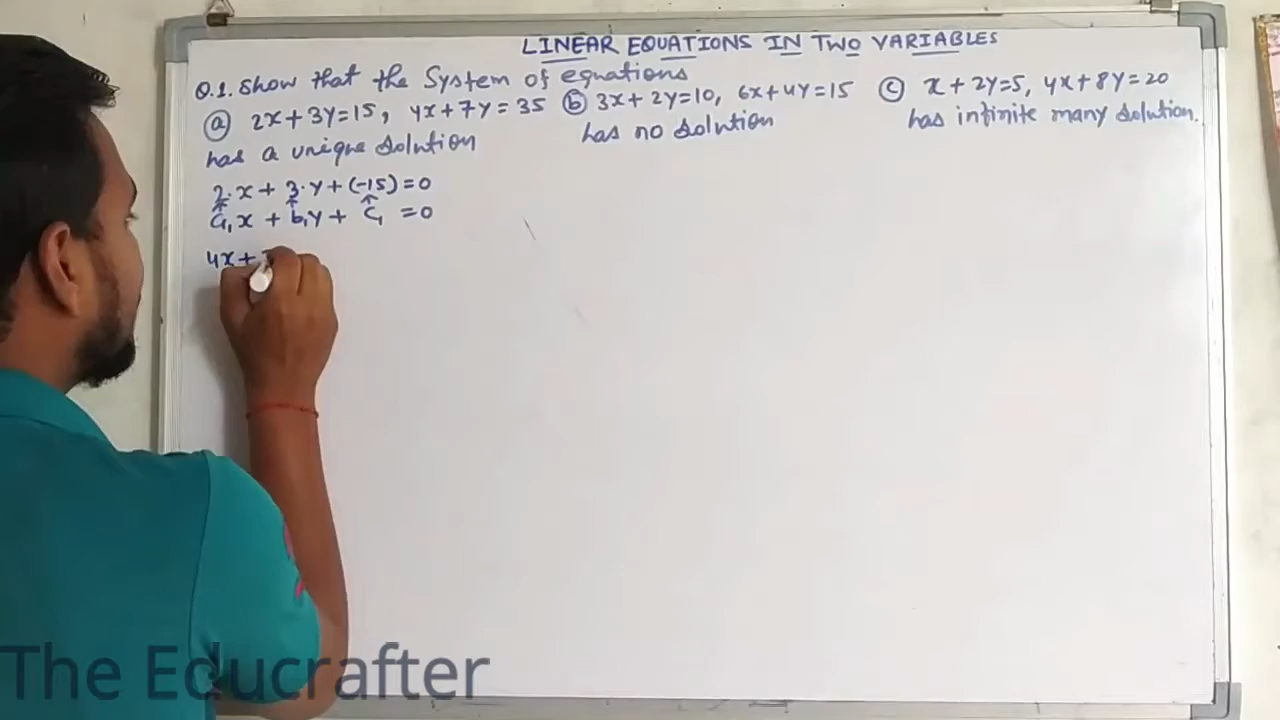 LINEAR EQUATIONS IN TWO VARIABLES
Q.1. Show that the System of equations
(a) 2x+3y=15, 4x+7y=35
has a unique solution
(b) 3x+2y=10, 6x+4y=15
has no solution
(c) x+2y=5, 4x+8y=20
has infinite many solution.
2·x+3·y+(-15)=0
a₁x+b₁y+c₁=0
4x+
The Educrafter